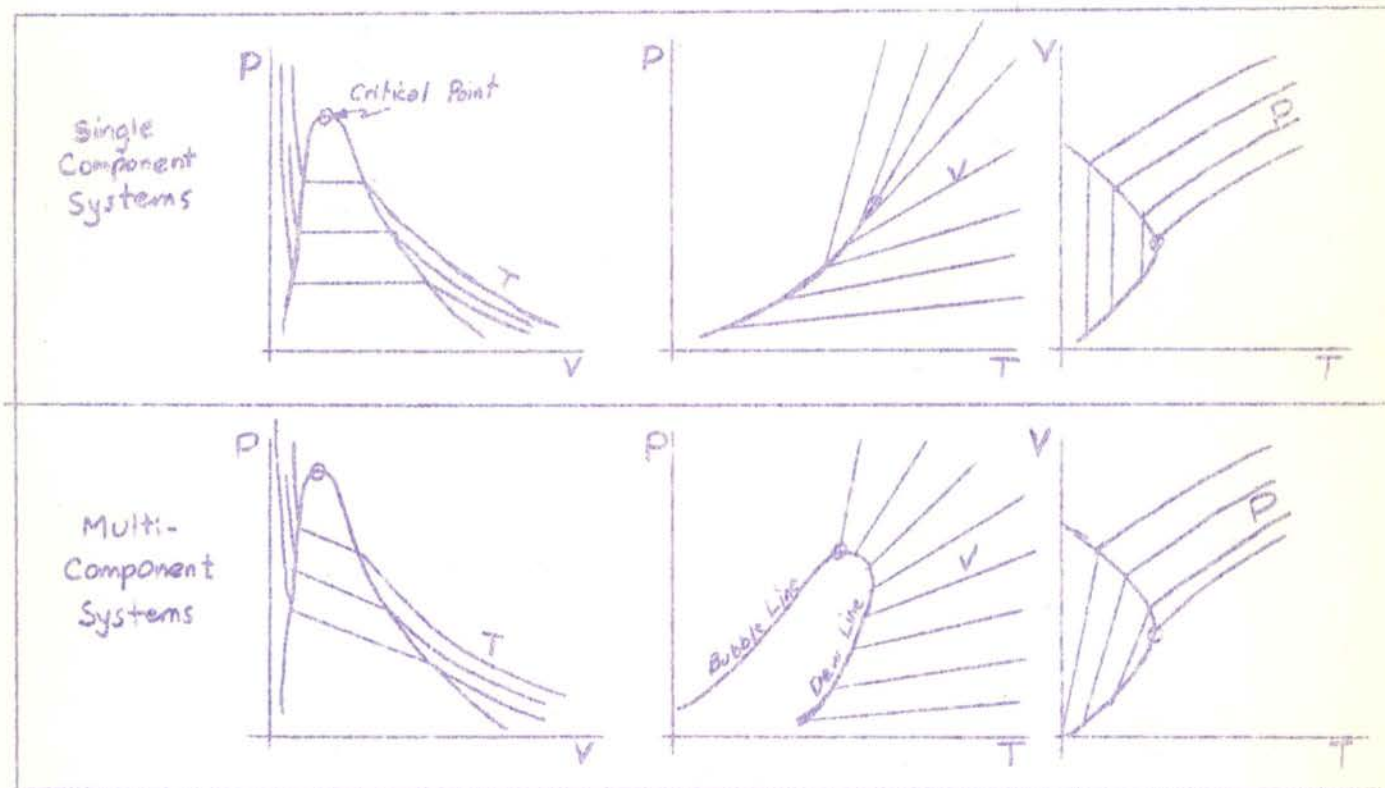 Single
Component
Systems
P
Critical Point
T
V
P
V
T
V
P
T
Multi-
Component
Systems
P
T
V
P
Bubble Line
Dew Line
V
T
V
P
T